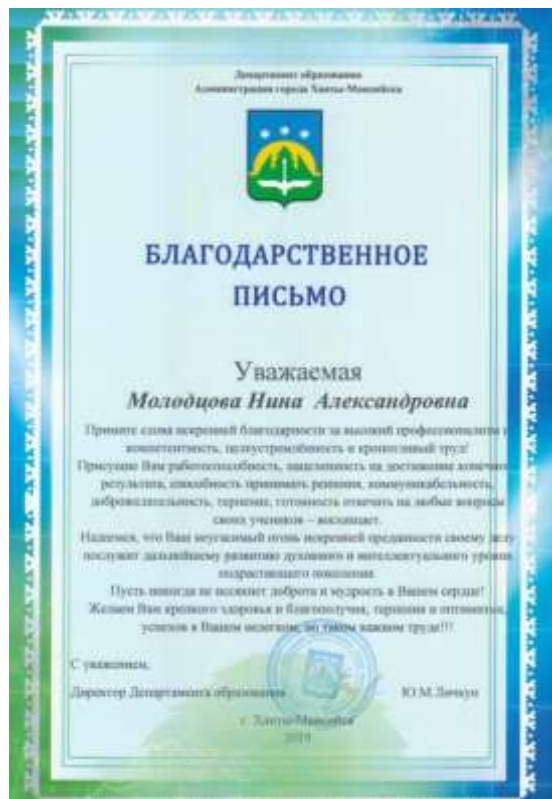 Департамент образования
Администрации города Ханты-Мансийска
БЛАГОДАРСТВЕННОЕ
ПИСЬМО
Уважаемая
Молодцова Нина Александровна
Примите слова искренней благодарности за высокий профессионализм и
компетентность, целеустремлённость и кропотливый труд!
Присущие Вам работоспособность, нацеленность на достижение конечного
результата, способность принимать решения, коммуникабельность,
доброжелательность, терпение, готовность отвечать на любые вопросы
своих учеников – восхищает.
Надеемся, что Ваш неугасимый огонь искренней преданности своему делу
послужит дальнейшему развитию духовного и интеллектуального уровня
подрастающего поколения.
Пусть никогда не иссякнет доброта и мудрость в Вашем сердце!
Желаем Вам крепкого здоровья и благополучия, терпения и оптимизма,
успехов в Вашем нелегком, но таком важном труде!!!
С уважением,
Директор Департамента образования Ю.М.Личкун
г. Ханты-Мансийск